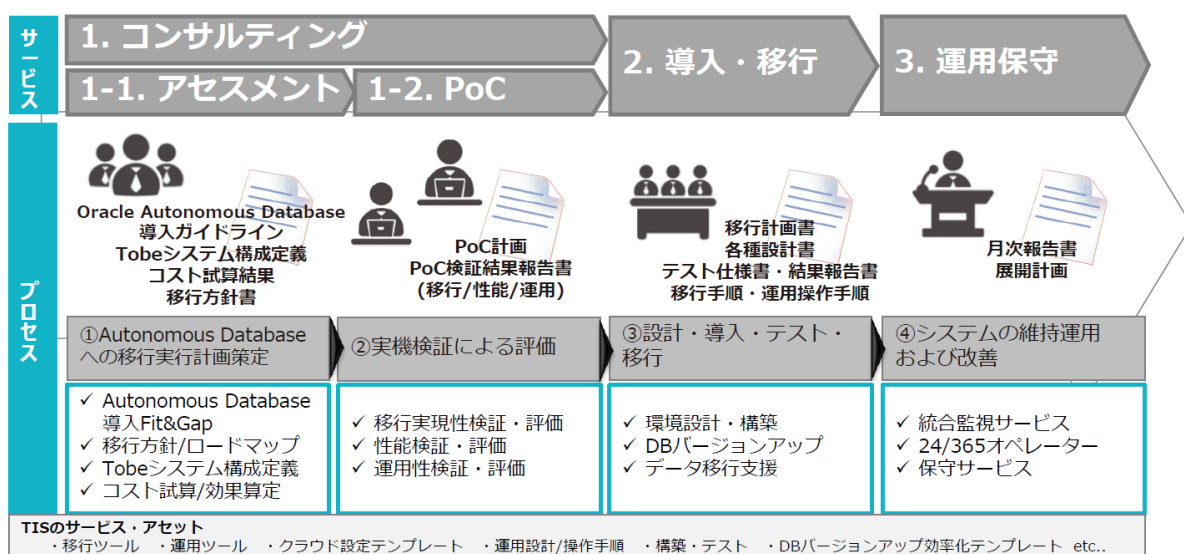 サービス
1. コンサルティング
1-1. アセスメント
1-2. PoC
2. 導入・移行
3. 運用保守
プロセス
Oracle Autonomous Database
導入ガイドライン
Tobeシステム構成定義
コスト試算結果
移行方針書
PoC計画
PoC検証結果報告書
(移行/性能/運用)
移行計画書
各種設計書
テスト仕様書・結果報告書
移行手順・運用操作手順
月次報告書
展開計画
①Autonomous Database
への移行実行計画策定
②実機検証による評価
③設計・導入・テスト・
移行
④システムの維持運用
および改善
✓ Autonomous Database
導入Fit&Gap
✓ 移行方針/ロードマップ
✓ Tobeシステム構成定義
✓ コスト試算/効果算定
✓ 移行実現性検証・評価
✓ 性能検証・評価
✓ 運用性検証・評価
✓ 環境設計・構築
✓ DBバージョンアップ
✓ データ移行支援
✓ 統合監視サービス
✓ 24/365オペレーター
✓ 保守サービス
TISのサービス・アセット
・移行ツール ・運用ツール ・クラウド設定テンプレート ・運用設計/操作手順 ・構築・テスト ・DBバージョンアップ効率化テンプレート etc..